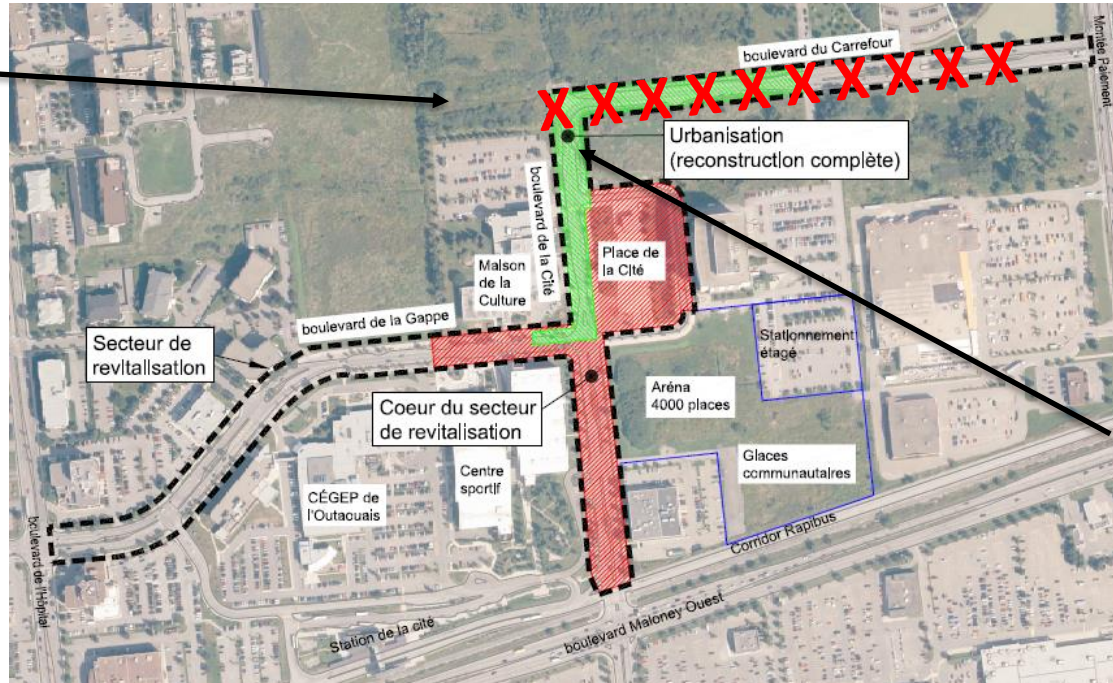 boulevard du Carrefour
Montée Paiement
X X X X X X X X X X
Urbanisation
(reconstruction complète)
boulevard de la Cité
Place de
la Cité
Maison
de la
Culture
boulevard de la Gappe
Secteur de
revitalisation
Stationnement
étagé
Aréna
4000 places
Coeur du secteur
de revitalisation
Glaces
communautaires
Centre
sportif
CÉGEP de
l'Outaouais
Corridor Rapibus
boulevard de l'Hôpital
Station de la cité
boulevard Maloney Ouest